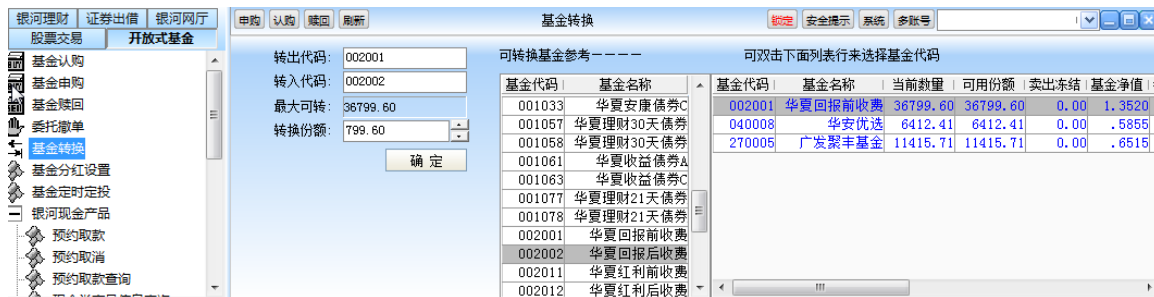 银河理财 证券出借 银河网厅
股票交易 开放式基金
基金认购
基金申购
基金赎回
委托撤单
基金转换
基金分红设置
基金定时定投
银河现金产品
预约取款
预约取消
预约取款查询
申购 认购 赎回 刷新 基金转换 锁定 安全提示 系统 多账号
转出代码: 002001
转入代码: 002002
最大可转: 36799.60
转换份额: 799.60
确 定
可转换基金参考－－－－
基金代码 基金名称
001033 华夏安康债券C
001057 华夏理财30天债券
001058 华夏理财30天债券
001061 华夏收益债券A
001063 华夏收益债券C
001077 华夏理财21天债券
001078 华夏理财21天债券
002001 华夏回报前收费
002002 华夏回报后收费
002011 华夏红利前收费
002012 华夏红利后收费
可双击下面列表行来选择基金代码
基金代码 基金名称 当前数量 可用份额 卖出冻结 基金净值
002001 华夏回报前收费 36799.60 36799.60 0.00 1.3520
040008 华安优选 6412.41 6412.41 0.00 .5855
270005 广发聚丰基金 11415.71 11415.71 0.00 .6515